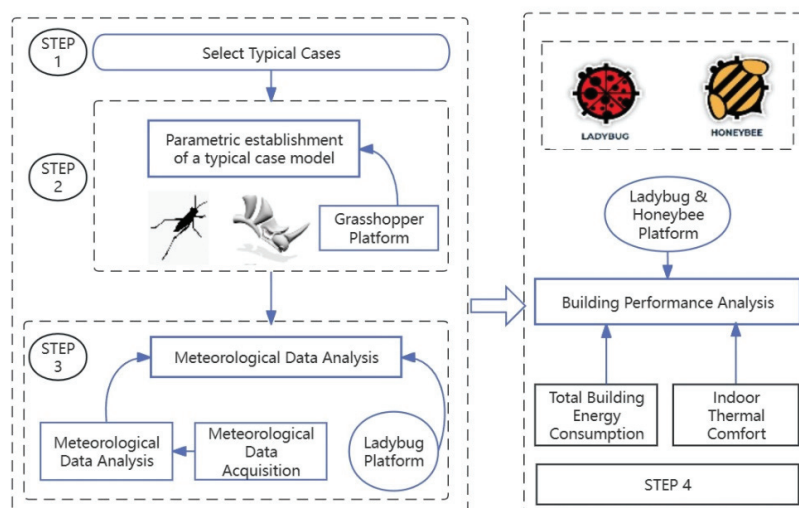 STEP
1
Select Typical Cases
STEP
2
Parametric establishment
of a typical case model
Grasshopper
Platform
STEP
3
Meteorological Data Analysis
Meteorological
Data Analysis
Meteorological
Data
Acquisition
Ladybug
Platform
LADYBUG
HONEYBEE
Ladybug &
Honeybee
Platform
Building Performance Analysis
Total Building
Energy
Consumption
Indoor
Thermal
Comfort
STEP 4